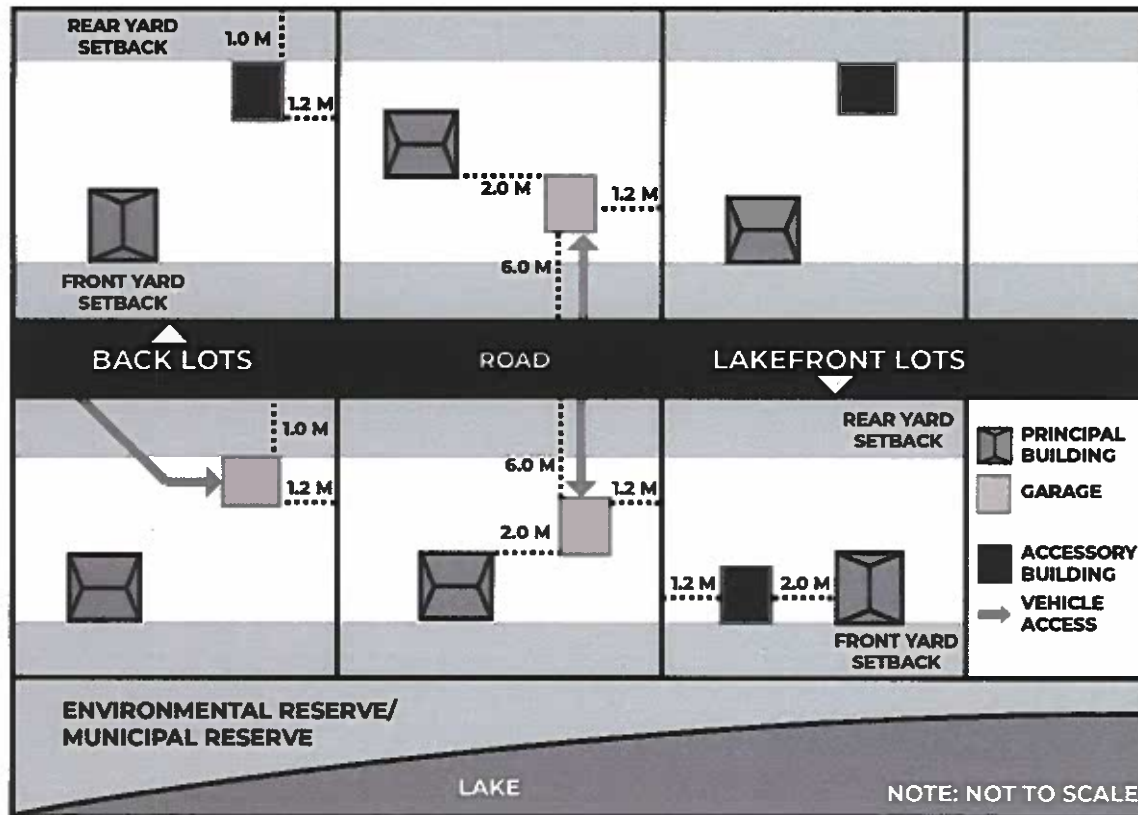 REAR YARD
SETBACK
1.0 M
1.2 M
2.0 M
1.2 M
6.0 M
FRONT YARD
SETBACK
BACK LOTS
ROAD
LAKEFRONT LOTS
1.0 M
1.2 M
6.0 M
1.2 M
2.0 M
REAR YARD
SETBACK
1.2 M
2.0 M
FRONT YARD
SETBACK
PRINCIPAL
BUILDING
GARAGE
ACCESSORY
BUILDING
VEHICLE
ACCESS
ENVIRONMENTAL RESERVE/
MUNICIPAL RESERVE
LAKE
NOTE: NOT TO SCALE